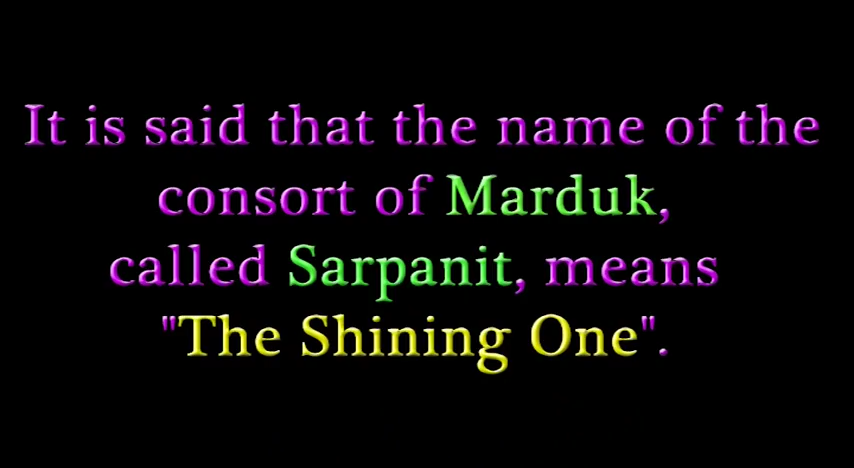 It is said that the name of the
consort of Marduk,
called Sarpanit, means
"The Shining One".